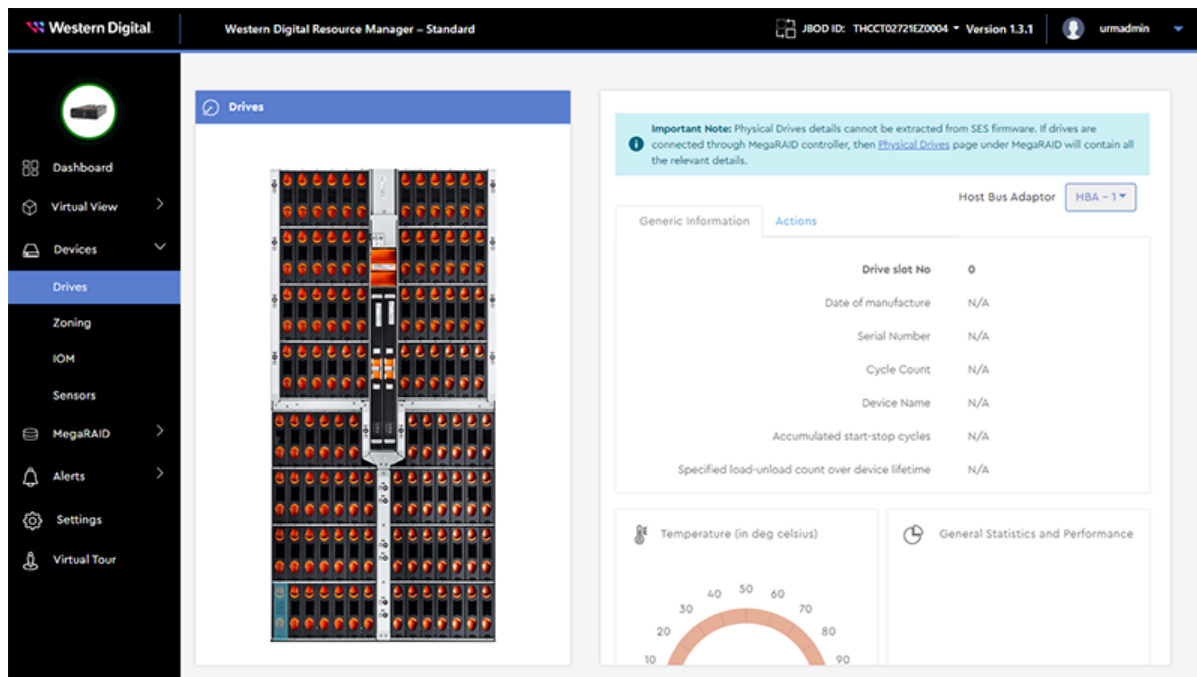 Western Digital.
Western Digital Resource Manager – Standard
JBOD ID: THCCT02721EZ0004
Version 1.3.1
urmadmin
Dashboard
Virtual View
Devices
Drives
Zoning
IOM
Sensors
MegaRAID
Alerts
Settings
Virtual Tour
Drives
Important Note: Physical Drives details cannot be extracted from SES firmware. If drives are
connected through MegaRAID controller, then Physical Drives page under MegaRAID will contain all
the relevant details.
Host Bus Adaptor
HBA – 1
Generic Information
Actions
Drive slot No 0
Date of manufacture N/A
Serial Number N/A
Cycle Count N/A
Device Name N/A
Accumulated start-stop cycles N/A
Specified load-unload count over device lifetime N/A
Temperature (in deg celsius)
10
20
30
40
50
60
70
80
90
General Statistics and Performance